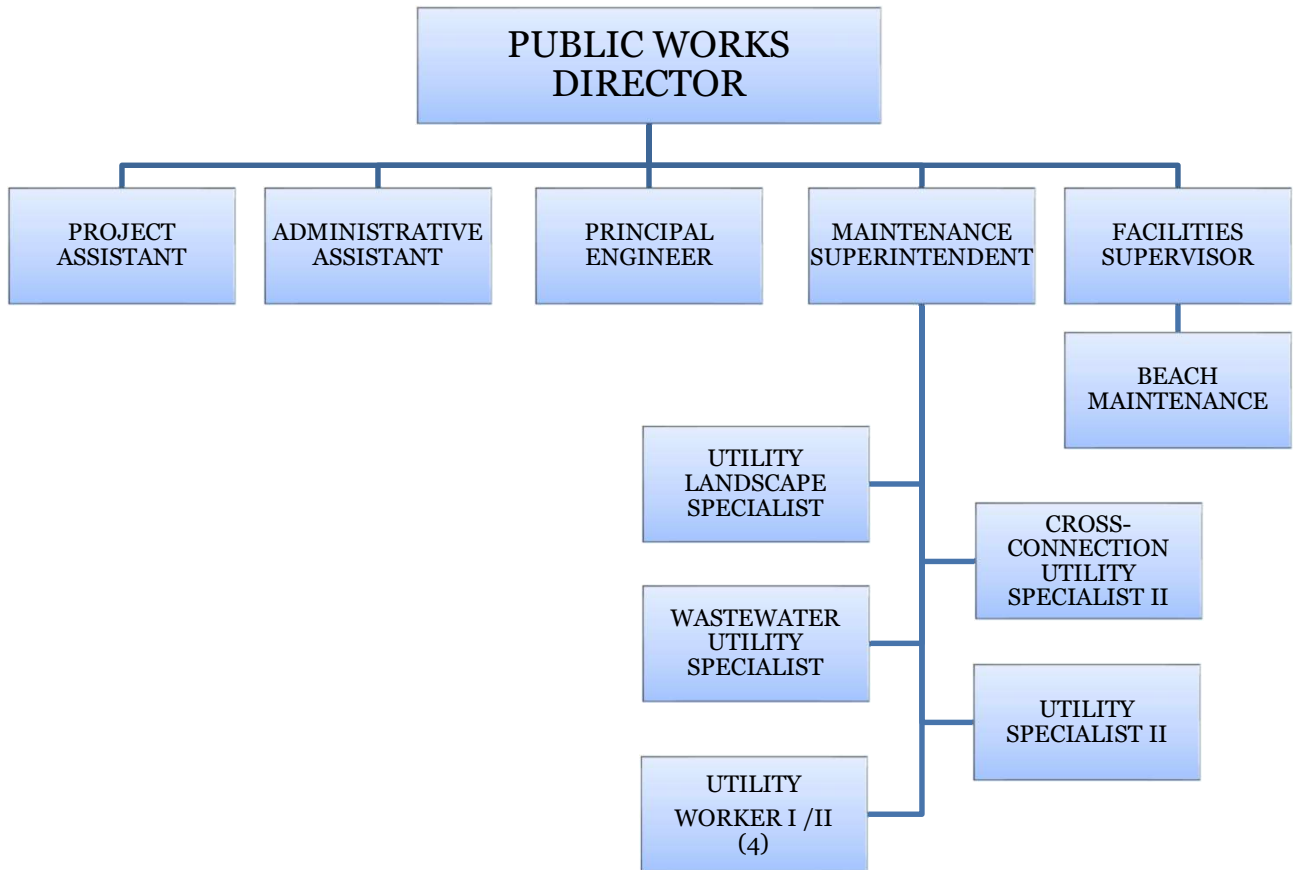 PUBLIC WORKS
DIRECTOR
PROJECT
ASSISTANT
ADMINISTRATIVE
ASSISTANT
PRINCIPAL
ENGINEER
MAINTENANCE
SUPERINTENDENT
FACILITIES
SUPERVISOR
BEACH
MAINTENANCE
UTILITY
LANDSCAPE
SPECIALIST
CROSS-
CONNECTION
UTILITY
SPECIALIST II
WASTEWATER
UTILITY
SPECIALIST
UTILITY
SPECIALIST II
UTILITY
WORKER I /II
(4)